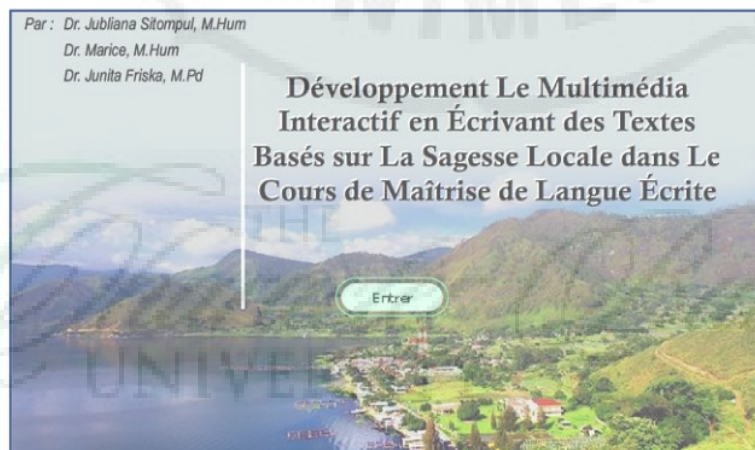 Par : Dr. Jubliana Sitompul, M.Hum
Dr. Marice, M.Hum
Dr. Junita Friska, M.Pd
Développement Le Multimédia
Interactif en Écrivant des Textes
Basés sur La Sagesse Locale dans Le
Cours de Maîtrise de Langue Écrite
THE
Entrer